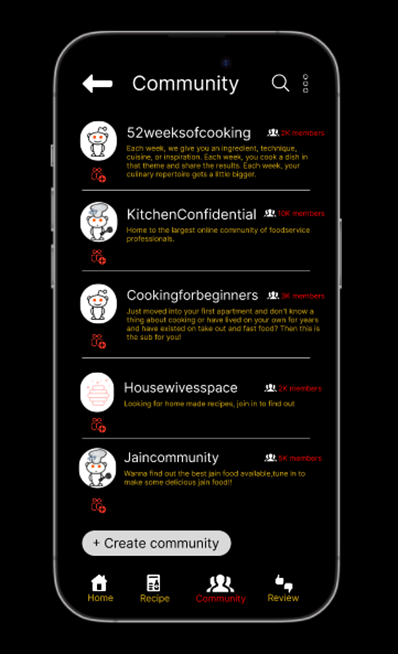 Community
52weeksofcooking
2K members
Each week, we give you an ingredient, technique,
cuisine, or inspiration. Each week, you cook a dish in
that theme and share the results. Each week, your
culinary repertoire gets a little bigger.
KitchenConfidential
10K members
Home to the largest online community of foodservice
professionals.
Cookingforbeginners
3K members
Just moved into your first apartment and don't know a
thing about cooking or have lived on your own for years
and have existed on take out and fast food? Then this is
the sub for you!
Housewivesspace
2K members
Looking for home made recipes, join in to find out
Jaincommunity
5K members
Wanna find out the best jain food available,tune in to
make some delicious jain food!!
+ Create community
Home
Recipe
Community
Review